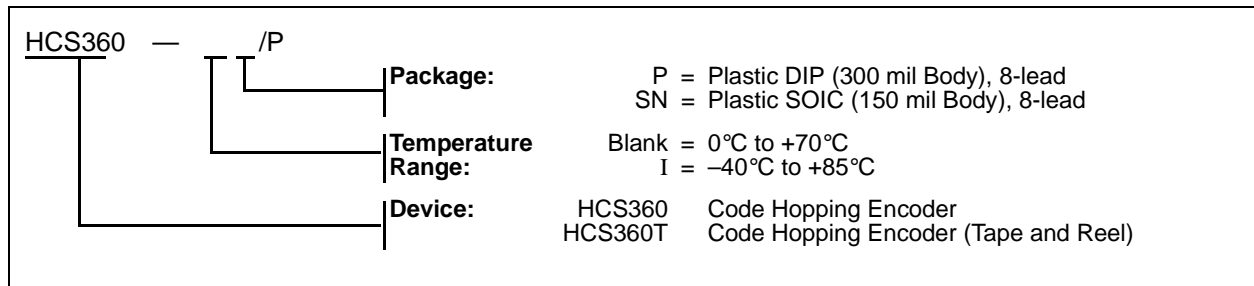 HCS360 — /P
Package: P = Plastic DIP (300 mil Body), 8-lead
SN = Plastic SOIC (150 mil Body), 8-lead
Temperature Blank = 0°C to +70°C
Range: I = –40°C to +85°C
Device: HCS360 Code Hopping Encoder
HCS360T Code Hopping Encoder (Tape and Reel)